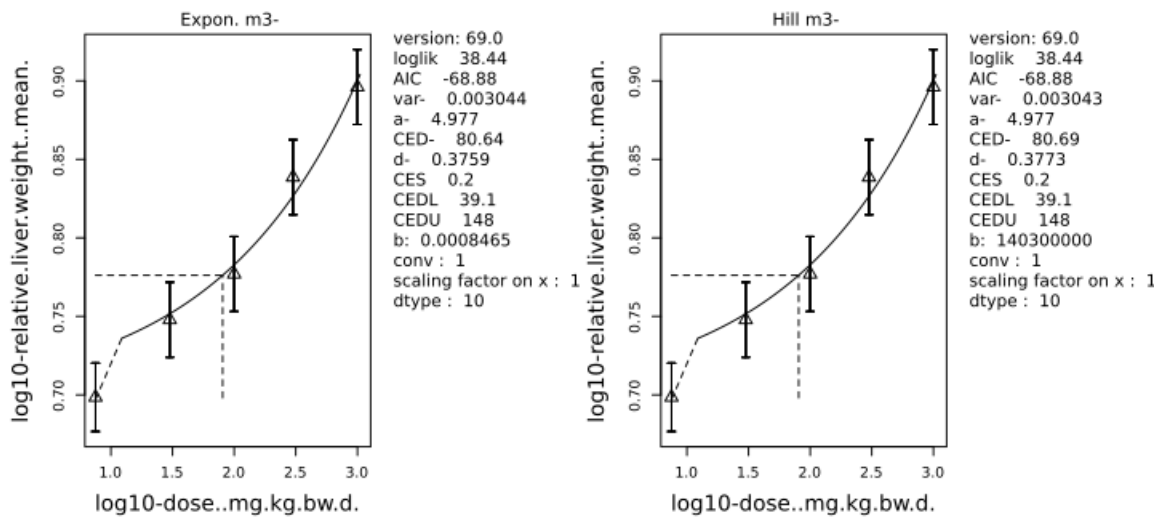 Expon. m3-
version: 69.0
loglik 38.44
AIC -68.88
var- 0.003044
a- 4.977
CED- 80.64
d- 0.3759
CES 0.2
CEDL 39.1
CEDU 148
b: 0.0008465
conv : 1
scaling factor on x : 1
dtype : 10
log10-relative.liver.weight..mean.
0.90
0.85
0.80
0.75
0.70
1.0 1.5 2.0 2.5 3.0
log10-dose..mg.kg.bw.d.
Hill m3-
version: 69.0
loglik 38.44
AIC -68.88
var- 0.003043
a- 4.977
CED- 80.69
d- 0.3773
CES 0.2
CEDL 39.1
CEDU 148
b: 140300000
conv : 1
scaling factor on x : 1
dtype : 10
log10-relative.liver.weight..mean.
0.90
0.85
0.80
0.75
0.70
1.0 1.5 2.0 2.5 3.0
log10-dose..mg.kg.bw.d.